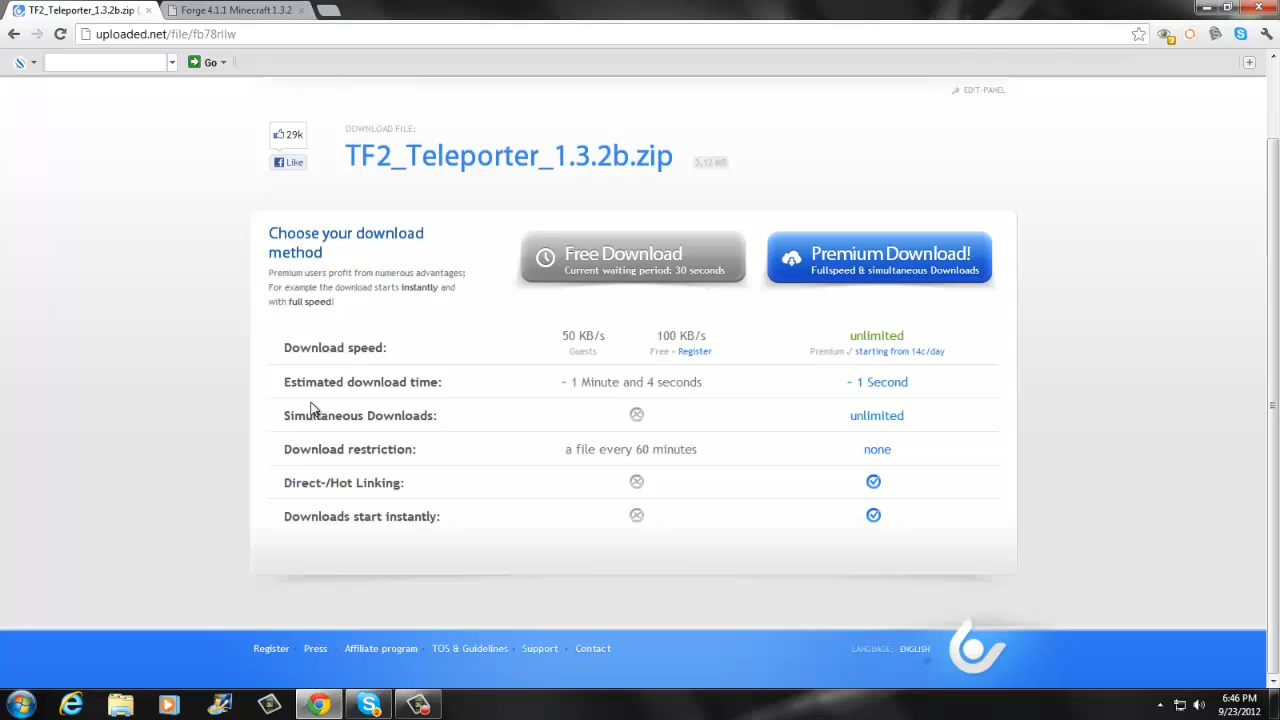 TF2_Teleporter_1.3.2b.zip (
Forge 4.1.1 Minecraft 1.3.2
uploaded.net/file/fb78rllw
Go
EDIT-PANEL
29k
Like
DOWNLOAD FILE:
TF2_Teleporter_1.3.2b.zip 3,12 MB
Choose your download
method
Premium users profit from numerous advantages;
For example the download starts instantly and
with full speed!
Free Download
Current waiting period: 30 seconds
Premium Download!
Fullspeed & simultaneous Downloads
Download speed: 50 KB/s 100 KB/s unlimited
Guests Free + Register Premium ✓ starting from 14c/day
Estimated download time: ~ 1 Minute and 4 seconds ~ 1 Second
Simultaneous Downloads: unlimited
Download restriction: a file every 60 minutes none
Direct-/Hot Linking:
Downloads start instantly:
Register · Press · Affiliate program · TOS & Guidelines · Support · Contact
LANGUAGE: ENGLISH
6:46 PM
9/23/2012